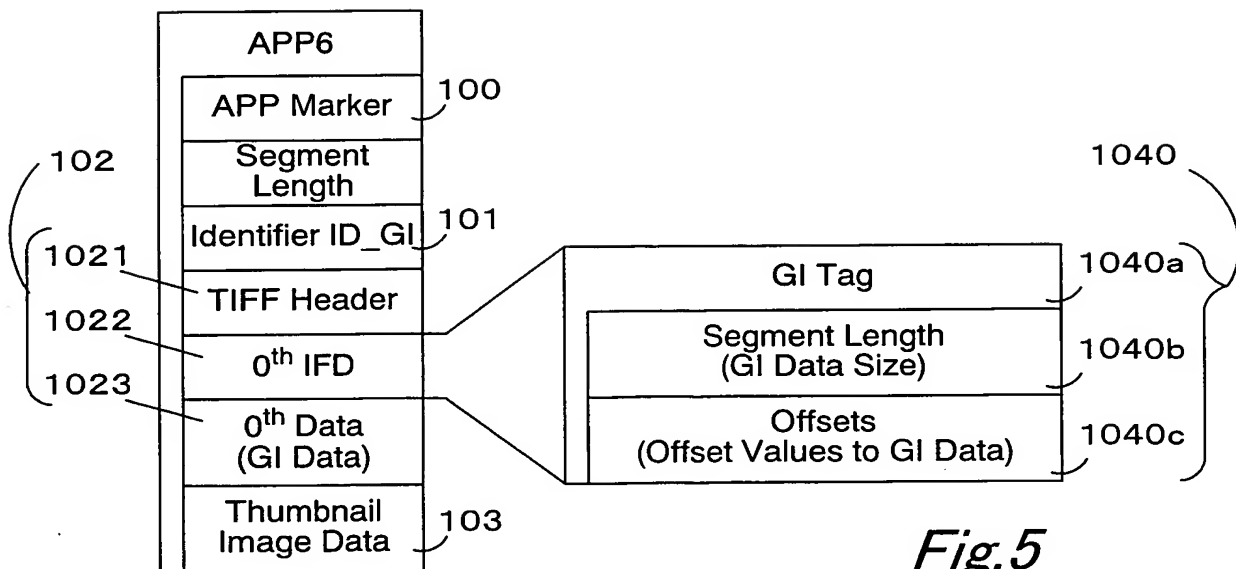 APP6
APP Marker
100
Segment
Length
102
Identifier ID_GI
101
1021
TIFF Header
1022
0th IFD
1023
0th Data
(GI Data)
Thumbnail
Image Data
103
1040
GI Tag
1040a
Segment Length
(GI Data Size)
1040b
Offsets
(Offset Values to GI Data)
1040c
Fig.5